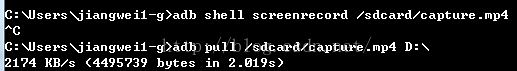 C:\Users\jiangwei1-g>adb shell screenrecord /sdcard/capture.mp4
^C
C:\Users\jiangwei1-g>adb pull /sdcard/capture.mp4 D:\
2174 KB/s (4495739 bytes in 2.019s)